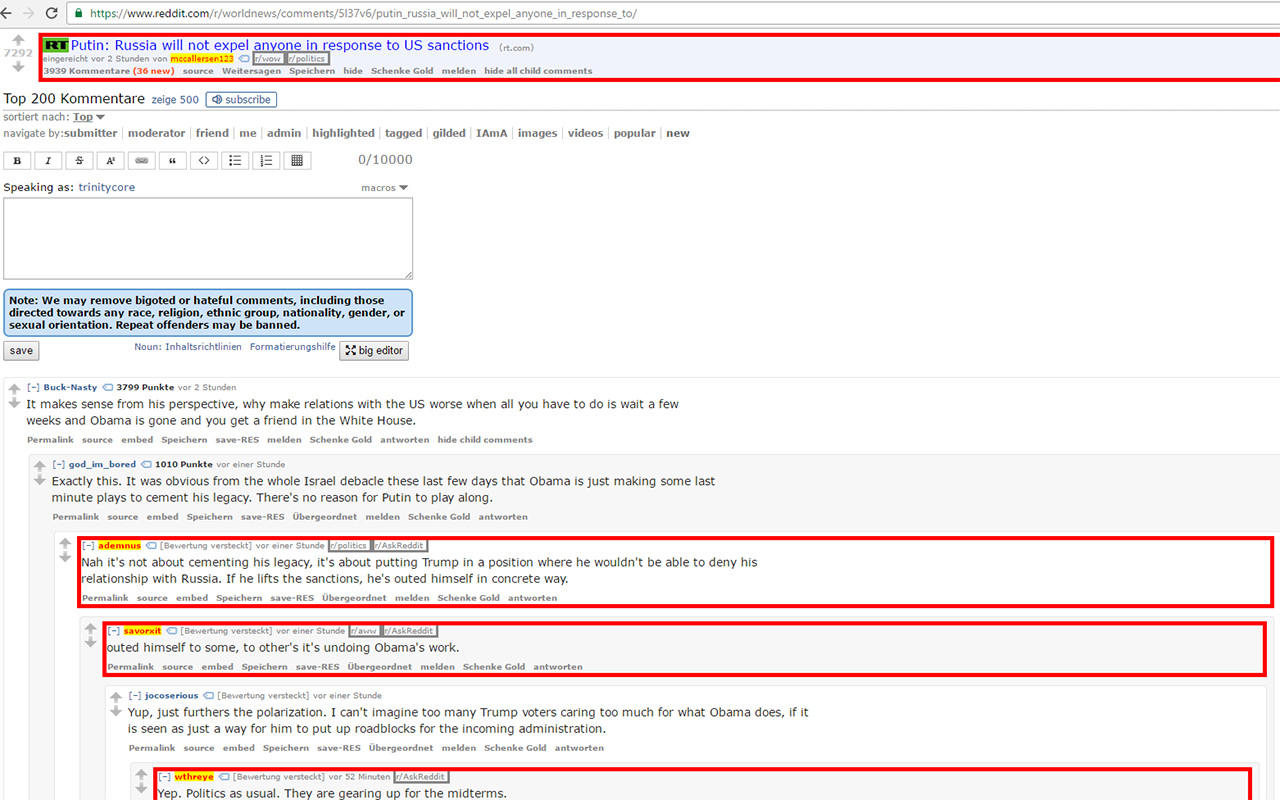 https://www.reddit.com/r/worldnews/comments/5l37v6/putin_russia_will_not_expel_anyone_in_response_to/
7292
RT Putin: Russia will not expel anyone in response to US sanctions (rt.com)
eingereicht vor 2 Stunden von mccallersen123 r/wow r/politics
3939 Kommentare (36 new) source Weitersagen Speichern hide Schenke Gold melden hide all child comments
Top 200 Kommentare zeige 500 subscribe
sortiert nach: Top
navigate by: submitter moderator friend me admin highlighted tagged gilded IAmA images videos popular new
B I S A² “ <> 0/10000
Speaking as: trinitycore macros
Note: We may remove bigoted or hateful comments, including those
directed towards any race, religion, ethnic group, nationality, gender, or
sexual orientation. Repeat offenders may be banned.
save Noun: Inhaltsrichtlinien Formatierungshilfe big editor
[-] Buck-Nasty 3799 Punkte vor 2 Stunden
It makes sense from his perspective, why make relations with the US worse when all you have to do is wait a few
weeks and Obama is gone and you get a friend in the White House.
Permalink source embed Speichern save-RES melden Schenke Gold antworten hide child comments
[-] god_im_bored 1010 Punkte vor einer Stunde
Exactly this. It was obvious from the whole Israel debacle these last few days that Obama is just making some last
minute plays to cement his legacy. There's no reason for Putin to play along.
Permalink source embed Speichern save-RES Übergeordnet melden Schenke Gold antworten
[-] ademnus [Bewertung versteckt] vor einer Stunde r/politics r/AskReddit
Nah it's not about cementing his legacy, it's about putting Trump in a position where he wouldn't be able to deny his
relationship with Russia. If he lifts the sanctions, he's outed himself in concrete way.
Permalink source embed Speichern save-RES Übergeordnet melden Schenke Gold antworten
[-] savorxit [Bewertung versteckt] vor einer Stunde r/aww r/AskReddit
outed himself to some, to other's it's undoing Obama's work.
Permalink source embed Speichern save-RES Übergeordnet melden Schenke Gold antworten
[-] jocoserious [Bewertung versteckt] vor einer Stunde
Yup, just furthers the polarization. I can't imagine too many Trump voters caring too much for what Obama does, if it
is seen as just a way for him to put up roadblocks for the incoming administration.
Permalink source embed Speichern save-RES Übergeordnet melden Schenke Gold antworten
[-] wthreye [Bewertung versteckt] vor 52 Minuten r/AskReddit
Yep. Politics as usual. They are gearing up for the midterms.